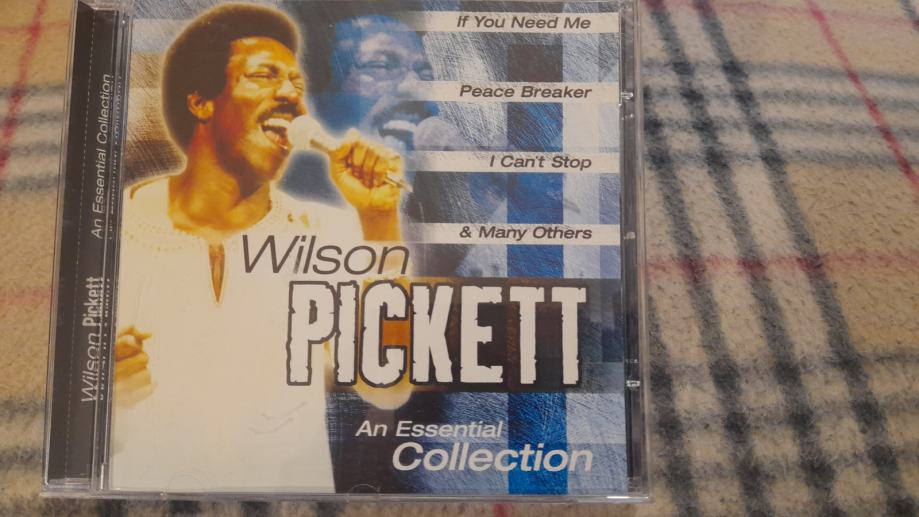 If You Need Me
Peace Breaker
I Can't Stop
& Many Others
Wilson
PICKETT
An Essential
Collection
Wilson Pickett An Essential Collection